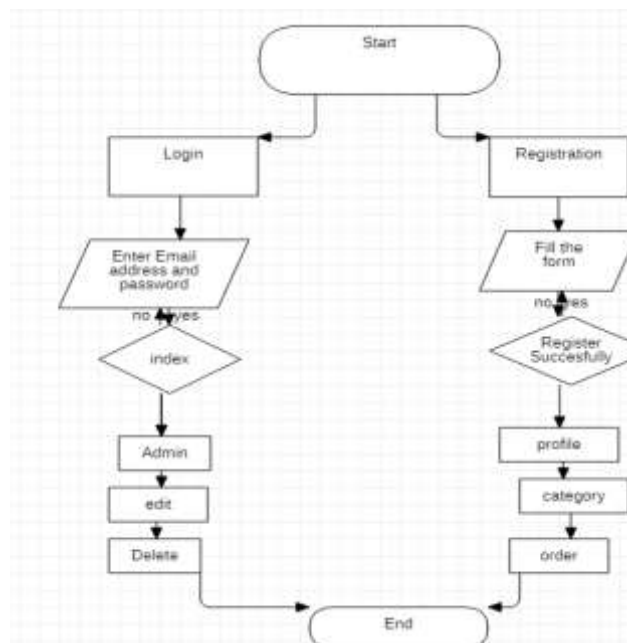 Start
Login
Registration
Enter Email
address and
password
Fill the
form
no yes
no yes
index
Register
Succesfully
Admin
profile
edit
category
Delete
order
End